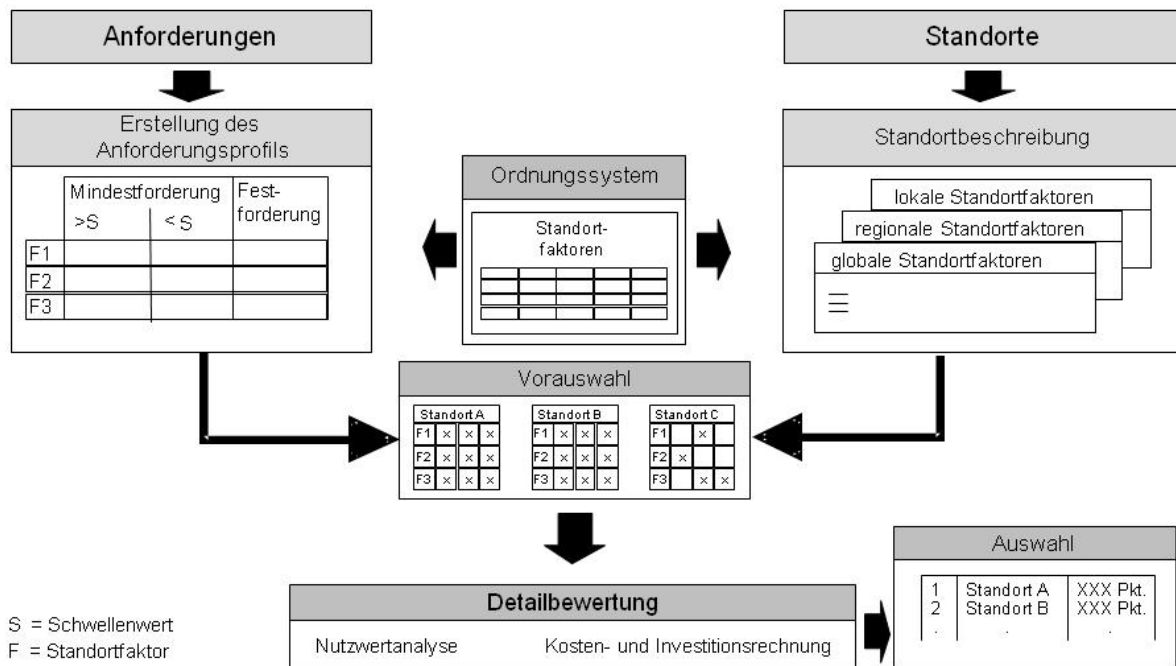 Anforderungen
Standorte
Erstellung des
Anforderungsprofils
Mindestforderung
>S
< S
Fest-
forderung
F1
F2
F3
Ordnungssystem
Standort-
faktoren
Standortbeschreibung
lokale Standortfaktoren
regionale Standortfaktoren
globale Standortfaktoren
Vorauswahl
Standort A
F1 x x x
F2 x x x
F3 x x x
Standort B
F1 x x x
F2 x x x
F3 x x x
Standort C
F1 x
F2 x
F3 x x
Detailbewertung
Nutzwertanalyse Kosten- und Investitionsrechnung
Auswahl
1 Standort A XXX Pkt.
2 Standort B XXX Pkt.
. . .
S = Schwellenwert
F = Standortfaktor